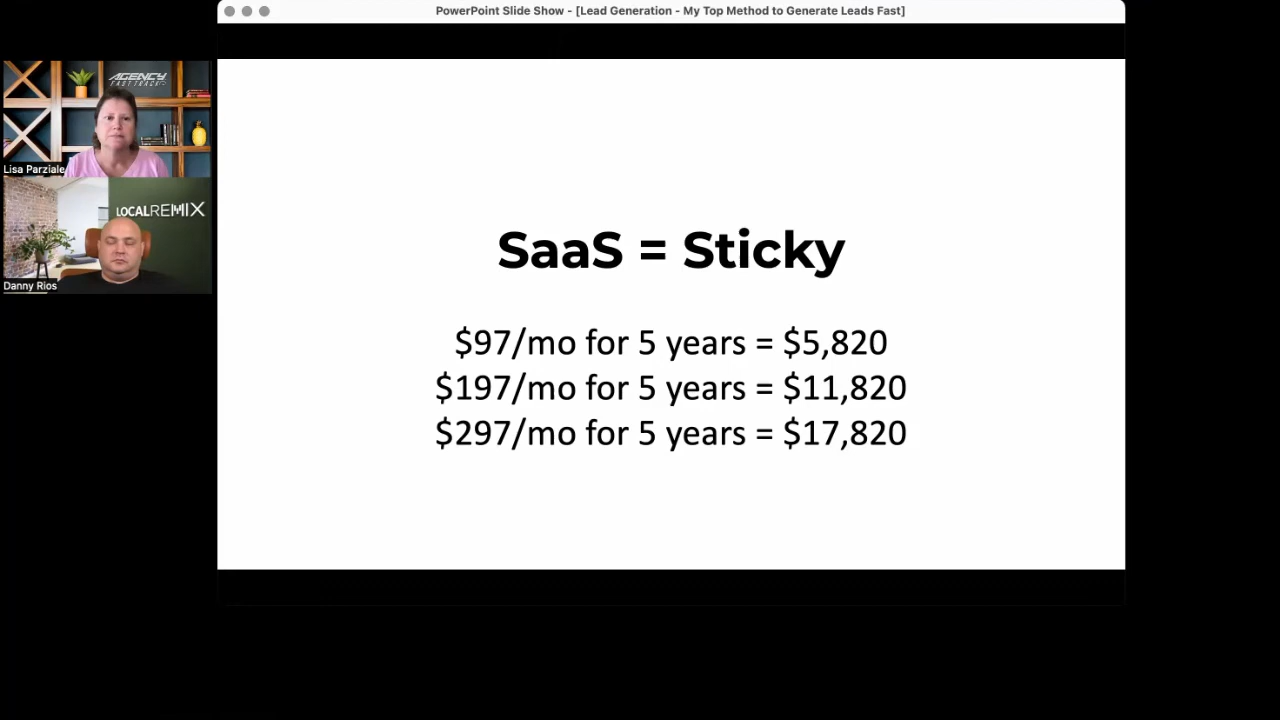 PowerPoint Slide Show - [Lead Generation - My Top Method to Generate Leads Fast]
AGENCY
FASTTRACK
Lisa Parziale
LOCALREMIX
Danny Rios
SaaS = Sticky
$97/mo for 5 years = $5,820
$197/mo for 5 years = $11,820
$297/mo for 5 years = $17,820